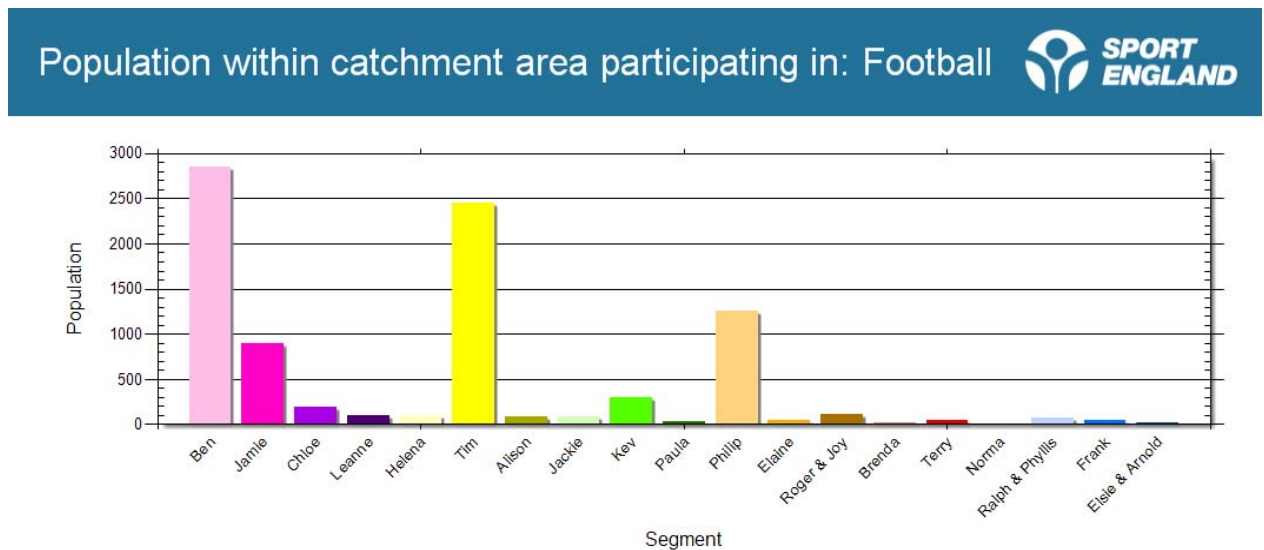 Population within catchment area participating in: Football
SPORT
ENGLAND
3000
2500
2000
1500
1000
500
0
Population
Ben
Jamie
Chloe
Leanne
Helena
Tim
Alison
Jackie
Kev
Paula
Philip
Elaine
Roger & Joy
Brenda
Terry
Norma
Ralph & Phyllis
Frank
Elsie & Arnold
Segment